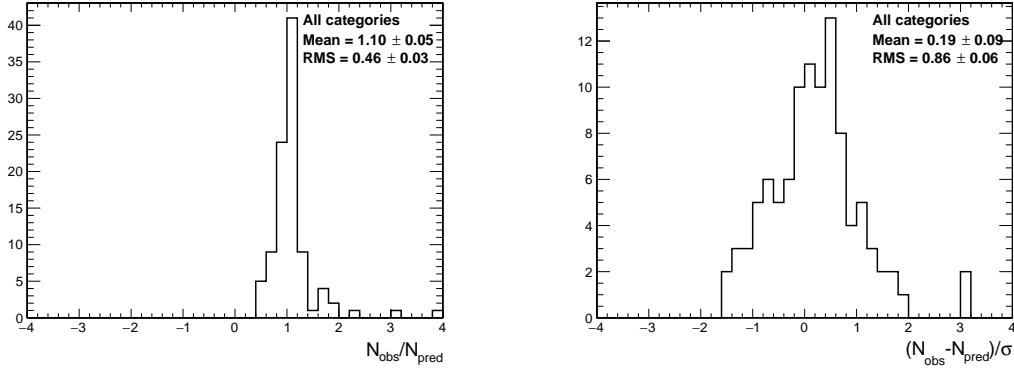 All categories
Mean = 1.10 ± 0.05
RMS = 0.46 ± 0.03
40
35
30
25
20
15
10
5
0
−4 −3 −2 −1 0 1 2 3 4
N_obs/N_pred
All categories
Mean = 0.19 ± 0.09
RMS = 0.86 ± 0.06
12
10
8
6
4
2
0
−4 −3 −2 −1 0 1 2 3 4
(N_obs-N_pred)/σ